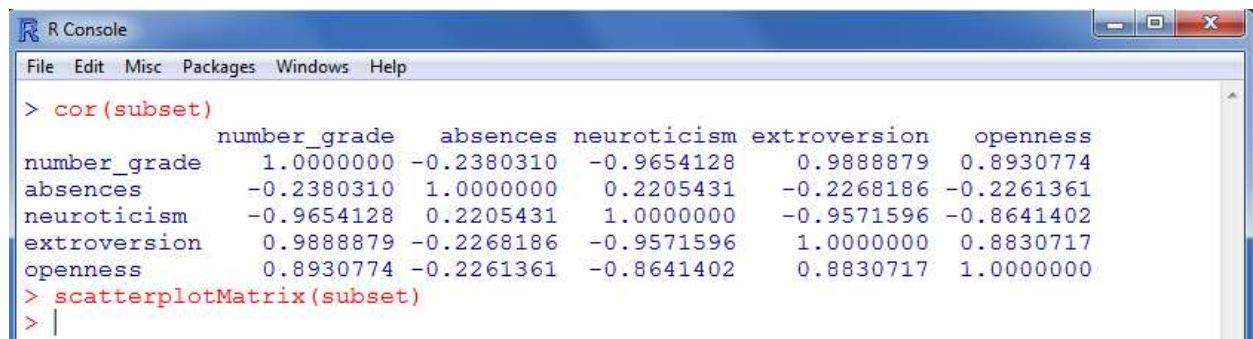 R Console
File Edit Misc Packages Windows Help
> cor(subset)
number_grade absences neuroticism extroversion openness
number_grade 1.0000000 -0.2380310 -0.9654128 0.9888879 0.8930774
absences -0.2380310 1.0000000 0.2205431 -0.2268186 -0.2261361
neuroticism -0.9654128 0.2205431 1.0000000 -0.9571596 -0.8641402
extroversion 0.9888879 -0.2268186 -0.9571596 1.0000000 0.8830717
openness 0.8930774 -0.2261361 -0.8641402 0.8830717 1.0000000
> scatterplotMatrix(subset)
>